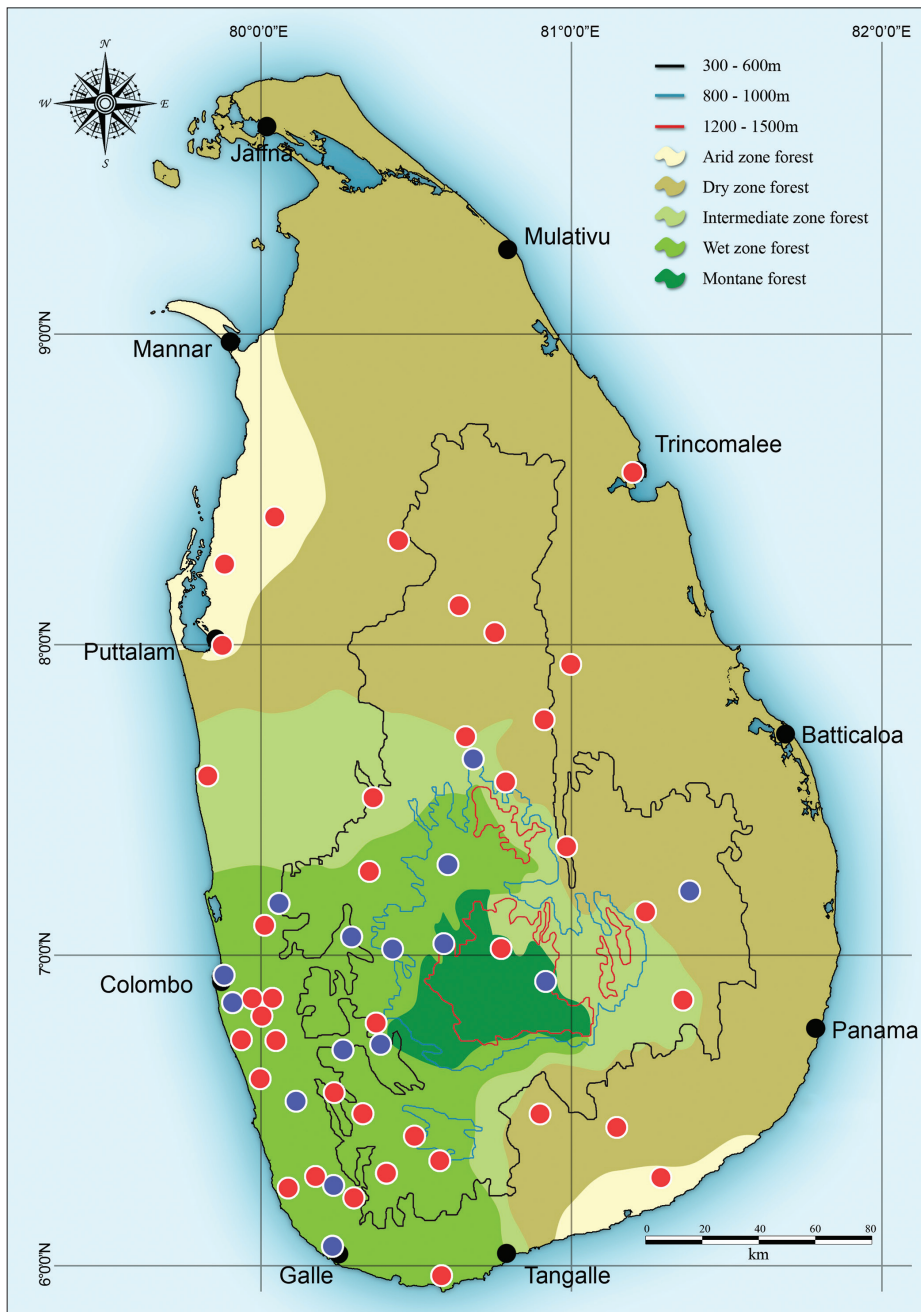 80°0'0"E
81°0'0"E
82°0'0"E
N
W
E
S
300 - 600m
800 - 1000m
1200 - 1500m
Arid zone forest
Dry zone forest
Intermediate zone forest
Wet zone forest
Montane forest
Jaffna
Mulativu
9°0'0"N
Mannar
Trincomalee
8°0'0"N
Puttalam
Batticaloa
7°0'0"N
Colombo
Panama
6°0'0"N
Galle
Tangalle
0 20 40 60 80
km